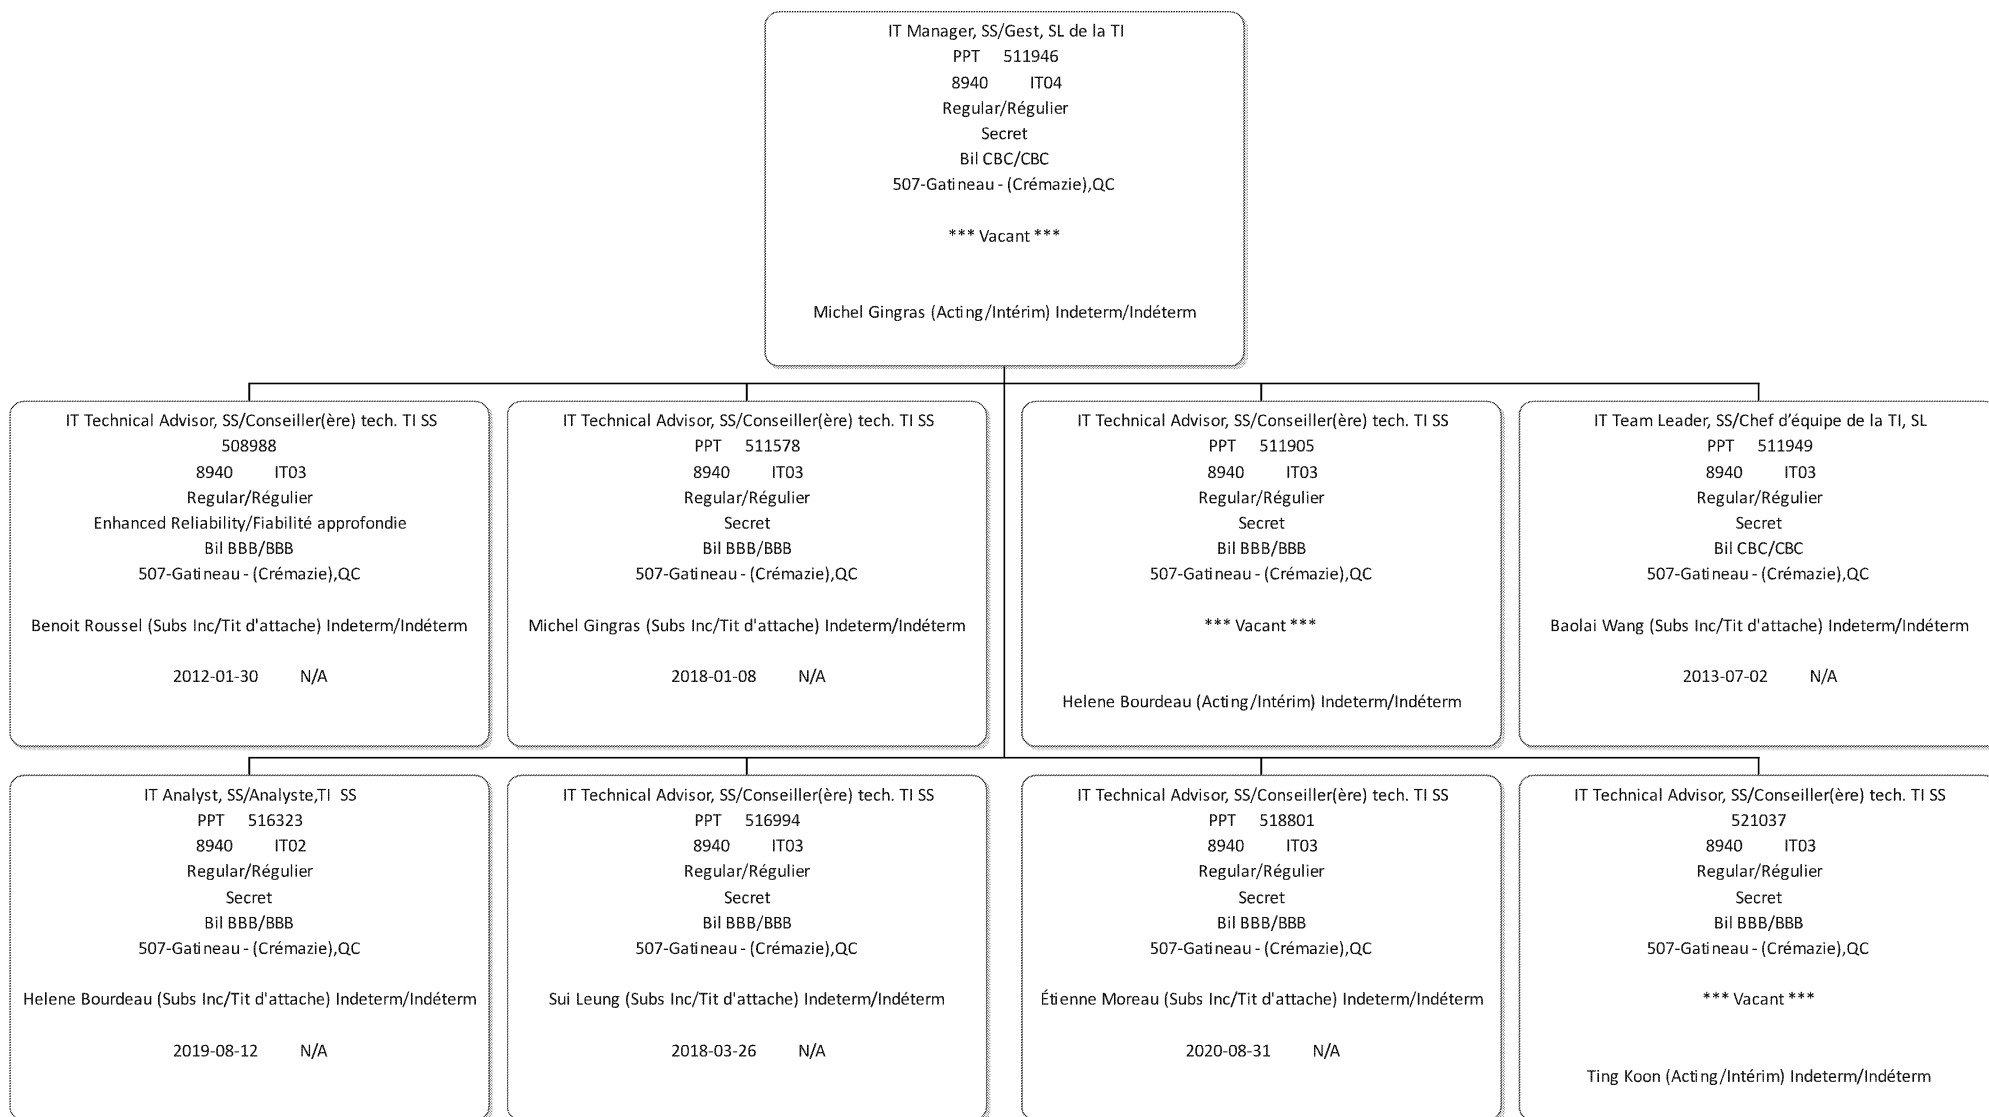 IT Manager, SS/Gest, SL de la TI
PPT 511946
8940 IT04
Regular/Régulier
Secret
Bil CBC/CBC
507-Gatineau - (Crémazie),QC
*** Vacant ***
Michel Gingras (Acting/Intérim) Indeterm/Indéterm
IT Technical Advisor, SS/Conseiller(ère) tech. TI SS
508988
8940 IT03
Regular/Régulier
Enhanced Reliability/Fiabilité approfondie
Bil BBB/BBB
507-Gatineau - (Crémazie),QC
Benoit Roussel (Subs Inc/Tit d'attache) Indeterm/Indéterm
2012-01-30 N/A
IT Technical Advisor, SS/Conseiller(ère) tech. TI SS
PPT 511578
8940 IT03
Regular/Régulier
Secret
Bil BBB/BBB
507-Gatineau - (Crémazie),QC
Michel Gingras (Subs Inc/Tit d'attache) Indeterm/Indéterm
2018-01-08 N/A
IT Technical Advisor, SS/Conseiller(ère) tech. TI SS
PPT 511905
8940 IT03
Regular/Régulier
Secret
Bil BBB/BBB
507-Gatineau - (Crémazie),QC
*** Vacant ***
Helene Bourdeau (Acting/Intérim) Indeterm/Indéterm
IT Team Leader, SS/Chef d’équipe de la TI, SL
PPT 511949
8940 IT03
Regular/Régulier
Secret
Bil CBC/CBC
507-Gatineau - (Crémazie),QC
Baolai Wang (Subs Inc/Tit d'attache) Indeterm/Indéterm
2013-07-02 N/A
IT Analyst, SS/Analyste,TI SS
PPT 516323
8940 IT02
Regular/Régulier
Secret
Bil BBB/BBB
507-Gatineau - (Crémazie),QC
Helene Bourdeau (Subs Inc/Tit d'attache) Indeterm/Indéterm
2019-08-12 N/A
IT Technical Advisor, SS/Conseiller(ère) tech. TI SS
PPT 516994
8940 IT03
Regular/Régulier
Secret
Bil BBB/BBB
507-Gatineau - (Crémazie),QC
Sui Leung (Subs Inc/Tit d'attache) Indeterm/Indéterm
2018-03-26 N/A
IT Technical Advisor, SS/Conseiller(ère) tech. TI SS
PPT 518801
8940 IT03
Regular/Régulier
Secret
Bil BBB/BBB
507-Gatineau - (Crémazie),QC
Étienne Moreau (Subs Inc/Tit d'attache) Indeterm/Indéterm
2020-08-31 N/A
IT Technical Advisor, SS/Conseiller(ère) tech. TI SS
521037
8940 IT03
Regular/Régulier
Secret
Bil BBB/BBB
507-Gatineau - (Crémazie),QC
*** Vacant ***
Ting Koon (Acting/Intérim) Indeterm/Indéterm